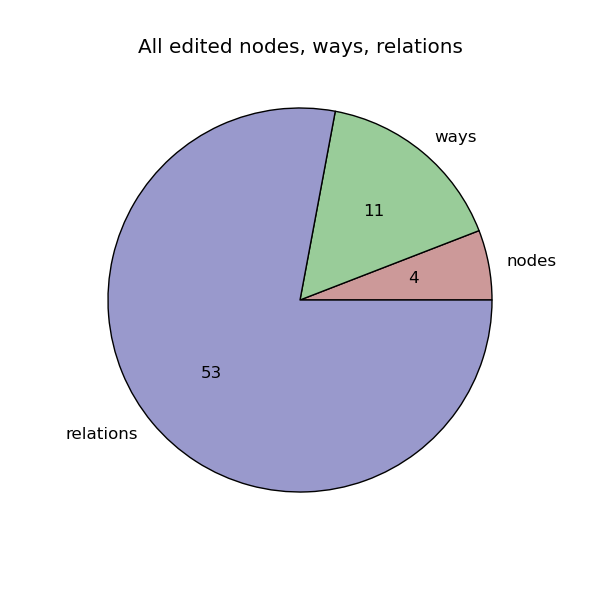 All edited nodes, ways, relations
ways
11
nodes
4
53
relations